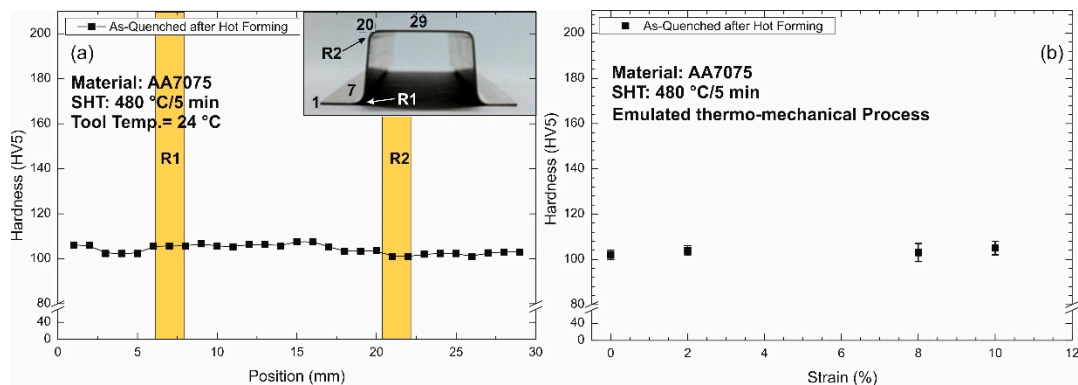 As-Quenched after Hot Forming
(a)
Material: AA7075
SHT: 480 °C/5 min
Tool Temp.= 24 °C
20
29
R2
7
1
R1
R1
R2
Hardness (HV5)
200
180
160
140
120
100
80
40
0
0
5
10
15
20
25
30
Position (mm)
As-Quenched after Hot Forming
(b)
Material: AA7075
SHT: 480 °C/5 min
Emulated thermo-mechanical Process
Hardness (HV5)
200
180
160
140
120
100
80
40
0
0
2
4
6
8
10
12
Strain (%)